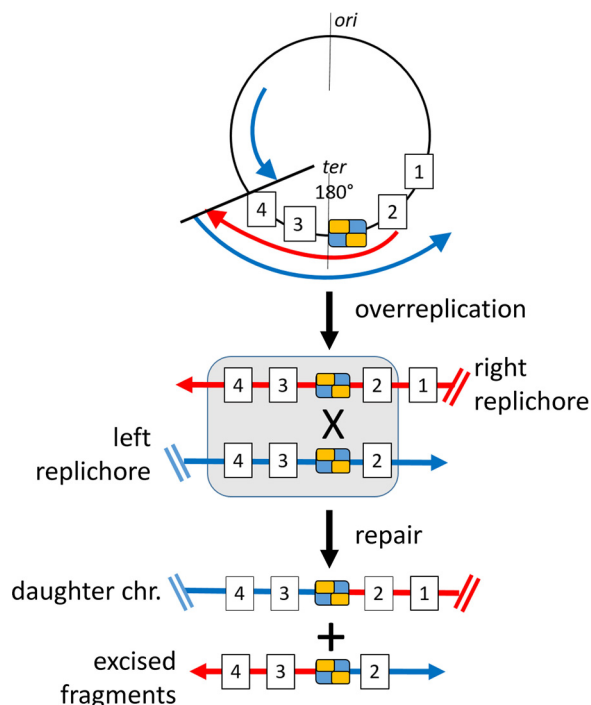 ori
ter
180°
1
4
3
2
overreplication
4 3 2 1
right
replichore
X
left
replichore
4 3 2
repair
daughter chr.
4 3 2 1
+
excised
fragments
4 3 2